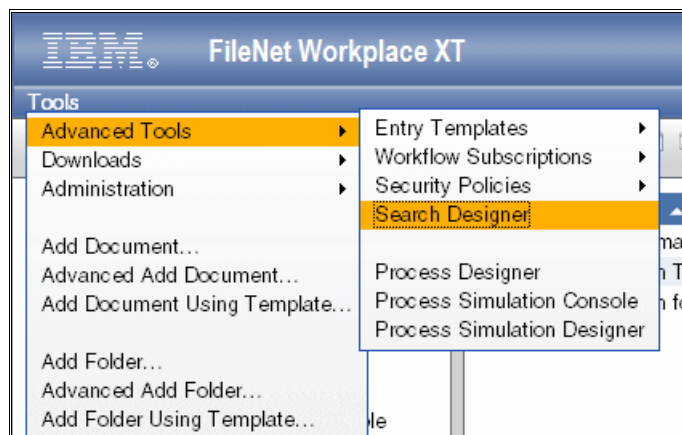 IBM®
FileNet Workplace XT
Tools
Advanced Tools
Downloads
Administration
Add Document...
Advanced Add Document...
Add Document Using Template...
Add Folder...
Advanced Add Folder...
Add Folder Using Template...
Entry Templates
Workflow Subscriptions
Security Policies
Search Designer
Process Designer
Process Simulation Console
Process Simulation Designer